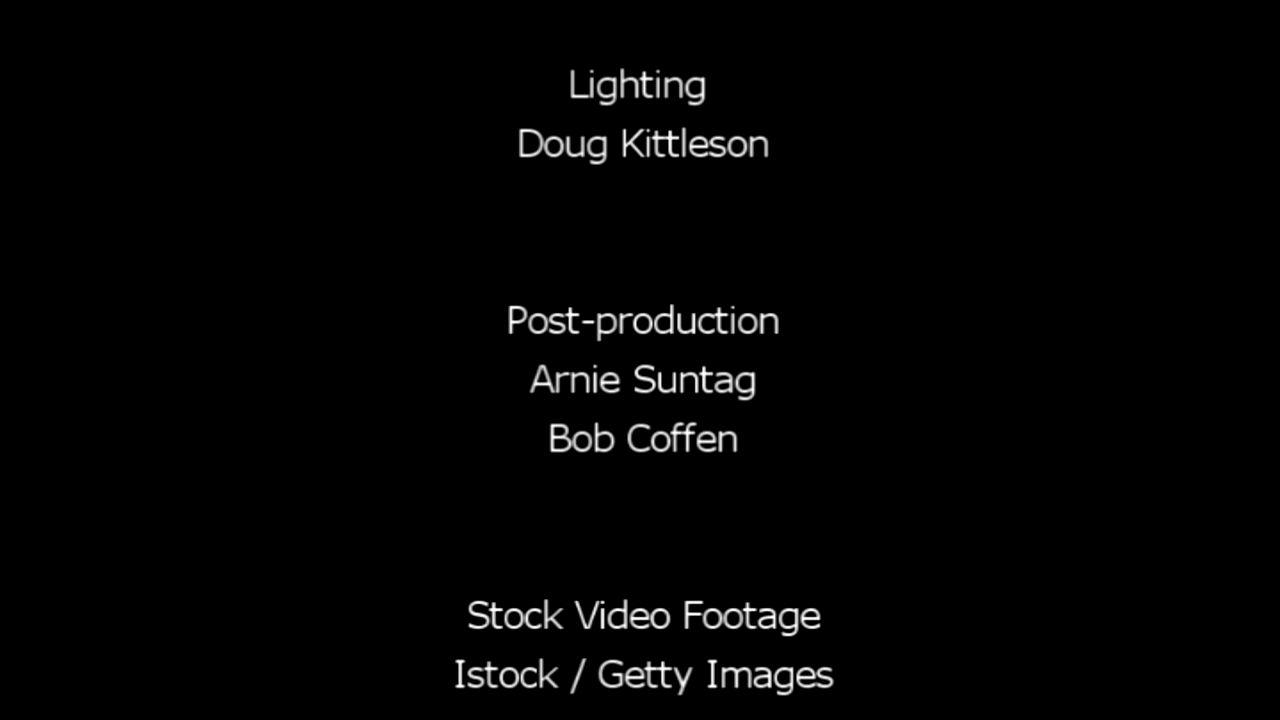 Lighting
Doug Kittleson
Post-production
Arnie Suntag
Bob Coffen
Stock Video Footage
Istock / Getty Images